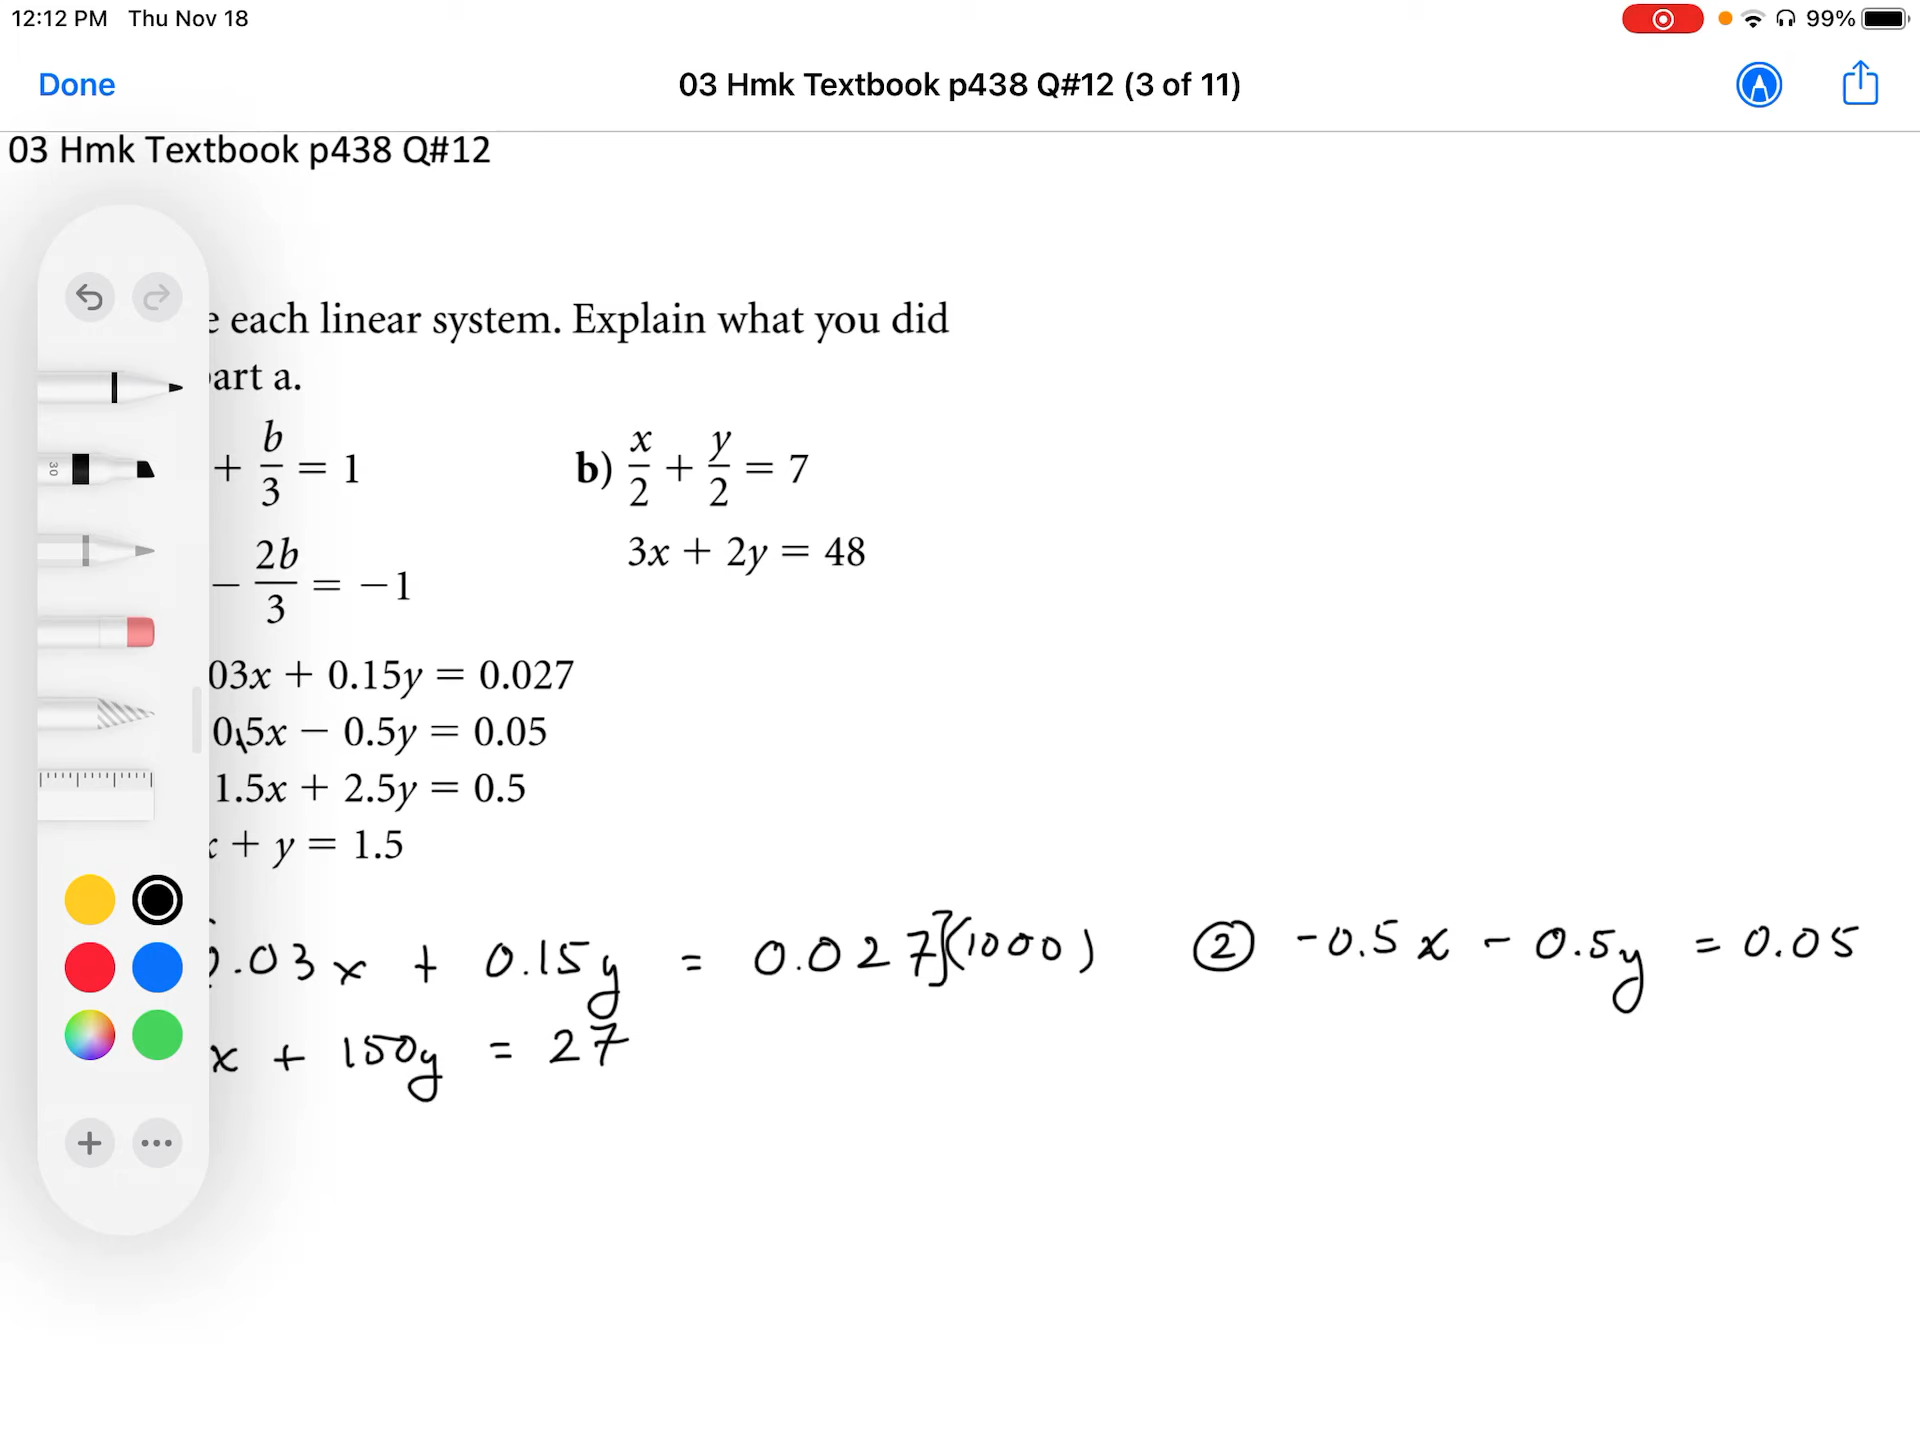 12:12 PM Thu Nov 18 99%
Done 03 Hmk Textbook p438 Q#12 (3 of 11)
03 Hmk Textbook p438 Q#12
e each linear system. Explain what you did
art a.
+ b/3 = 1 b) x/2 + y/2 = 7
3x + 2y = 48
− 2b/3 = −1
03x + 0.15y = 0.027
0.5x − 0.5y = 0.05
1.5x + 2.5y = 0.5
+ y = 1.5
.03x + 0.15y = 0.027](1000) ② -0.5x - 0.5y = 0.05
x + 150y = 27
30